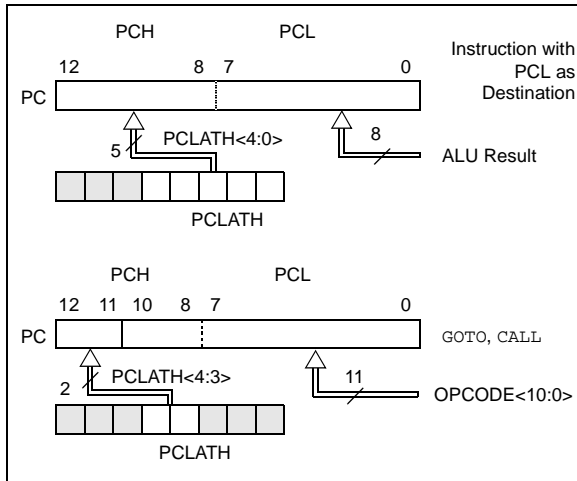 PCH PCL
12 8 7 0
Instruction with
PCL as
Destination
PC
5 PCLATH<4:0>
8
ALU Result
PCLATH
PCH PCL
12 11 10 8 7 0
PC
GOTO, CALL
2 PCLATH<4:3>
11
OPCODE<10:0>
PCLATH